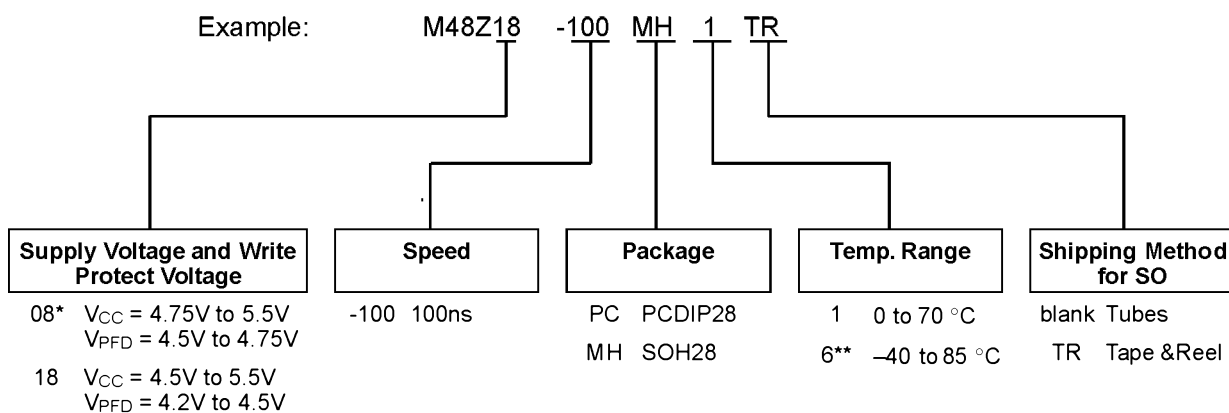 Example: M48Z18 -100 MH 1 TR
Supply Voltage and Write
Protect Voltage
08* VCC = 4.75V to 5.5V
VPFD = 4.5V to 4.75V
18 VCC = 4.5V to 5.5V
VPFD = 4.2V to 4.5V
Speed
-100 100ns
Package
PC PCDIP28
MH SOH28
Temp. Range
1 0 to 70 °C
6** –40 to 85 °C
Shipping Method
for SO
blank Tubes
TR Tape &Reel